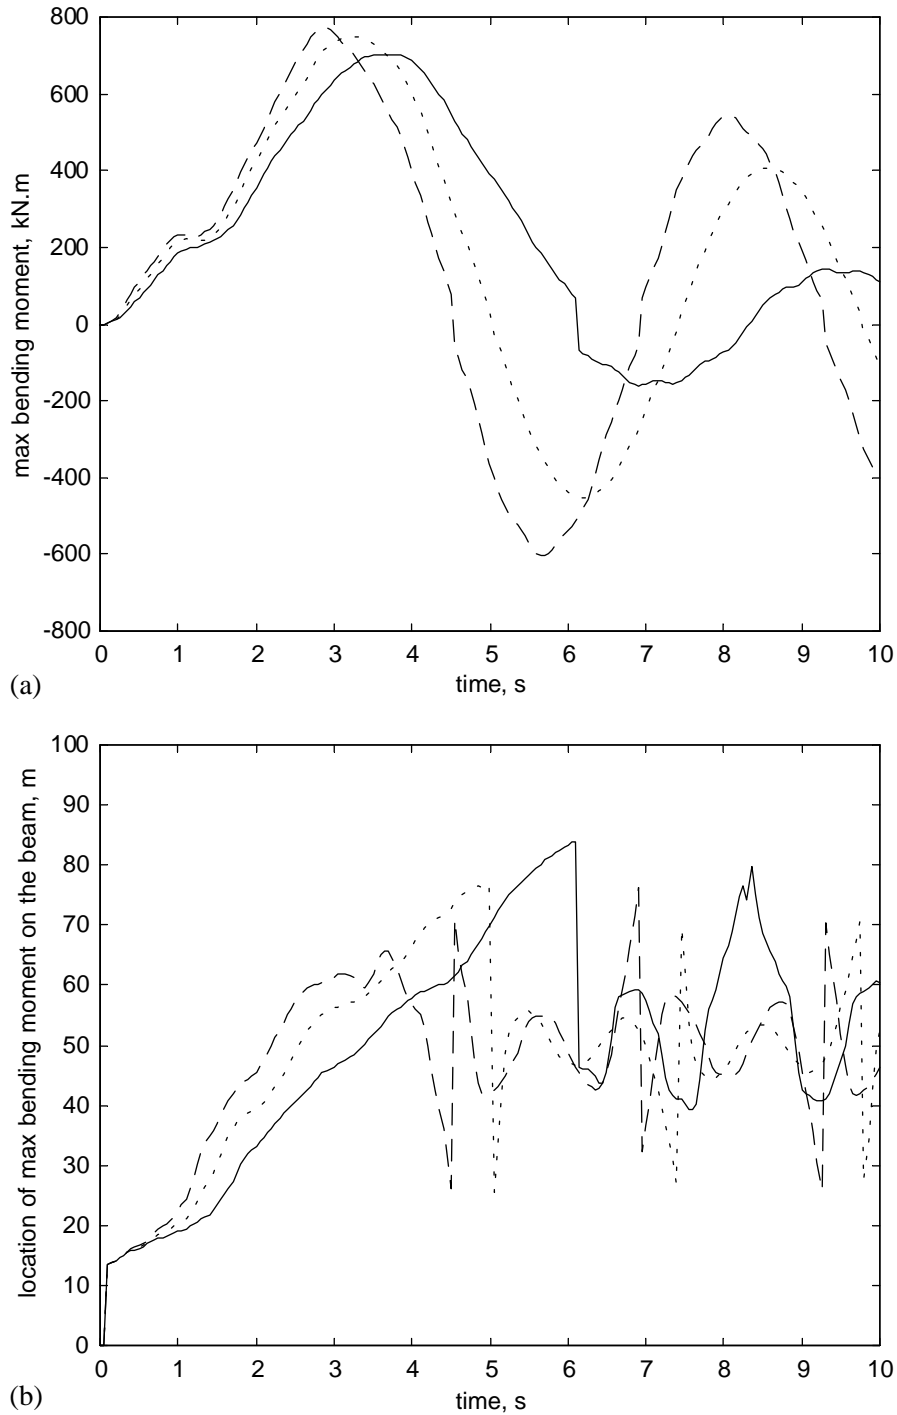 800
600
400
200
0
-200
-400
-600
-800
max bending moment, kN.m
0 1 2 3 4 5 6 7 8 9 10
time, s
(a)
100
90
80
70
60
50
40
30
20
10
0
location of max bending moment on the beam, m
0 1 2 3 4 5 6 7 8 9 10
time, s
(b)